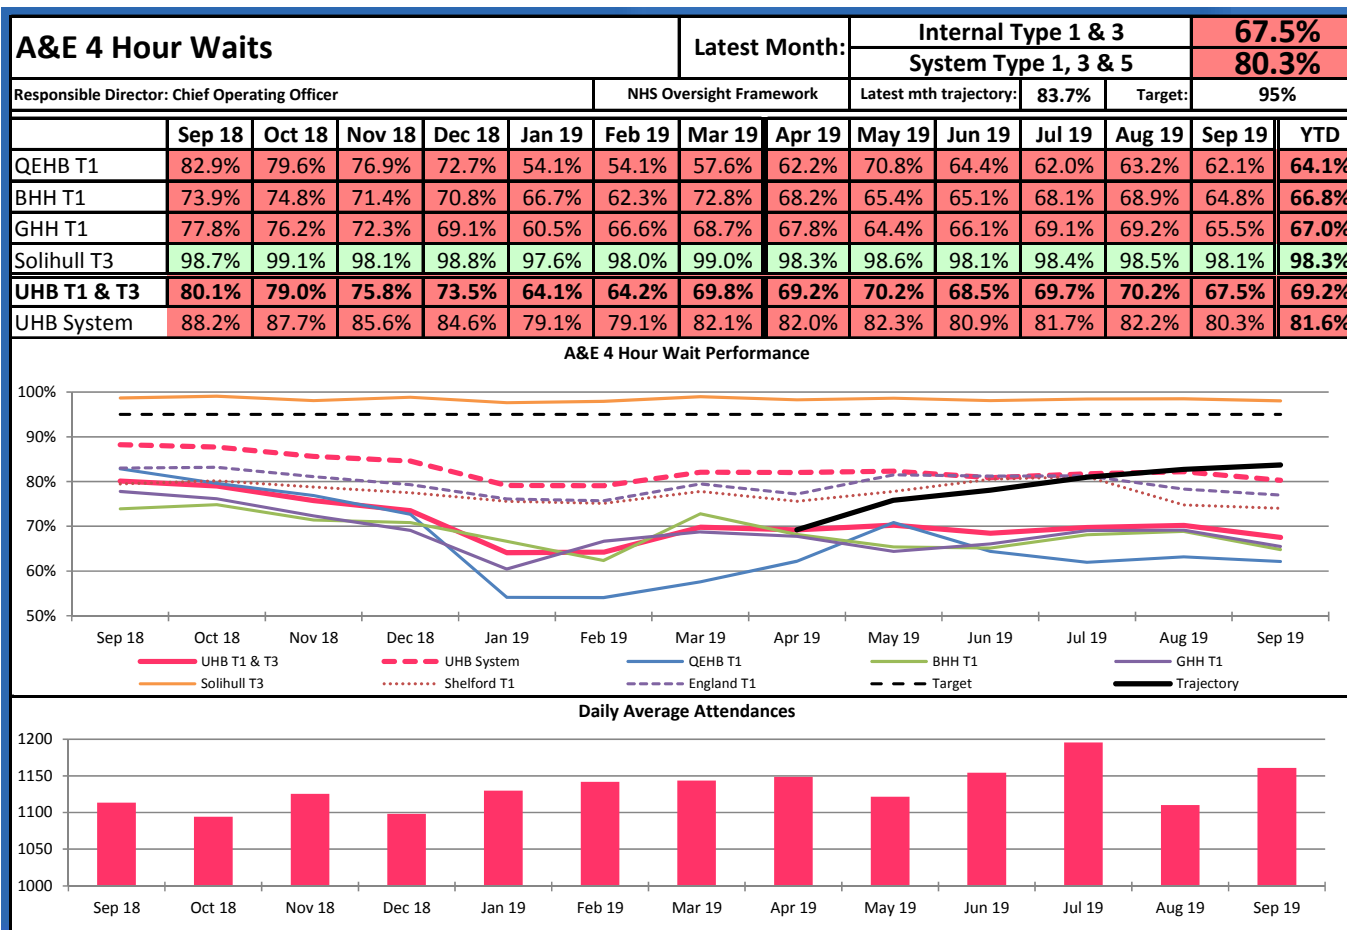 A&E 4 Hour Waits
Latest Month:
Internal Type 1 & 3
67.5%
System Type 1, 3 & 5
80.3%
Responsible Director: Chief Operating Officer
NHS Oversight Framework
Latest mth trajectory: 83.7%
Target: 95%
Sep 18 Oct 18 Nov 18 Dec 18 Jan 19 Feb 19 Mar 19 Apr 19 May 19 Jun 19 Jul 19 Aug 19 Sep 19 YTD
QEHB T1 82.9% 79.6% 76.9% 72.7% 54.1% 54.1% 57.6% 62.2% 70.8% 64.4% 62.0% 63.2% 62.1% 64.1%
BHH T1 73.9% 74.8% 71.4% 70.8% 66.7% 62.3% 72.8% 68.2% 65.4% 65.1% 68.1% 68.9% 64.8% 66.8%
GHH T1 77.8% 76.2% 72.3% 69.1% 60.5% 66.6% 68.7% 67.8% 64.4% 66.1% 69.1% 69.2% 65.5% 67.0%
Solihull T3 98.7% 99.1% 98.1% 98.8% 97.6% 98.0% 99.0% 98.3% 98.6% 98.1% 98.4% 98.5% 98.1% 98.3%
UHB T1 & T3 80.1% 79.0% 75.8% 73.5% 64.1% 64.2% 69.8% 69.2% 70.2% 68.5% 69.7% 70.2% 67.5% 69.2%
UHB System 88.2% 87.7% 85.6% 84.6% 79.1% 79.1% 82.1% 82.0% 82.3% 80.9% 81.7% 82.2% 80.3% 81.6%
A&E 4 Hour Wait Performance
100%
90%
80%
70%
60%
50%
Sep 18 Oct 18 Nov 18 Dec 18 Jan 19 Feb 19 Mar 19 Apr 19 May 19 Jun 19 Jul 19 Aug 19 Sep 19
UHB T1 & T3 UHB System QEHB T1 BHH T1 GHH T1
Solihull T3 Shelford T1 England T1 Target Trajectory
Daily Average Attendances
1200
1150
1100
1050
1000
Sep 18 Oct 18 Nov 18 Dec 18 Jan 19 Feb 19 Mar 19 Apr 19 May 19 Jun 19 Jul 19 Aug 19 Sep 19